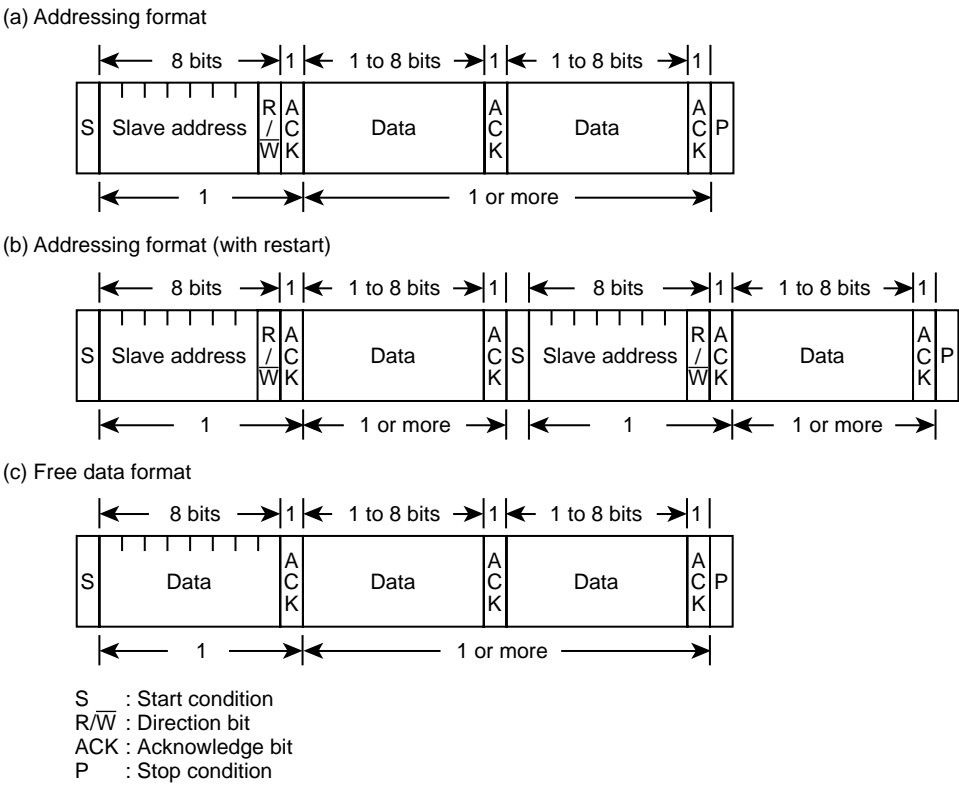 (a) Addressing format
8 bits 1 1 to 8 bits 1 1 to 8 bits 1
S Slave address R/W̅ ACK Data ACK Data ACK P
1 1 or more
(b) Addressing format (with restart)
8 bits 1 1 to 8 bits 1 8 bits 1 1 to 8 bits 1
S Slave address R/W̅ ACK Data ACK S Slave address R/W̅ ACK Data ACK P
1 1 or more 1 1 or more
(c) Free data format
8 bits 1 1 to 8 bits 1 1 to 8 bits 1
S Data ACK Data ACK Data ACK P
1 1 or more
S : Start condition
R/W̅ : Direction bit
ACK : Acknowledge bit
P : Stop condition